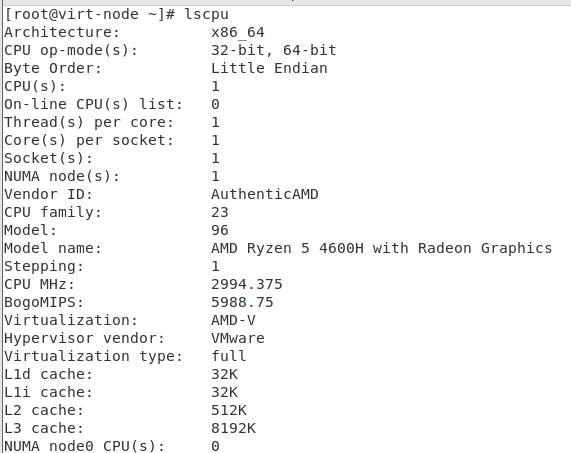 [root@virt-node ~]# lscpu
Architecture:          x86_64
CPU op-mode(s):        32-bit, 64-bit
Byte Order:            Little Endian
CPU(s):                1
On-line CPU(s) list:   0
Thread(s) per core:    1
Core(s) per socket:    1
Socket(s):             1
NUMA node(s):          1
Vendor ID:             AuthenticAMD
CPU family:            23
Model:                 96
Model name:            AMD Ryzen 5 4600H with Radeon Graphics
Stepping:              1
CPU MHz:               2994.375
BogoMIPS:              5988.75
Virtualization:        AMD-V
Hypervisor vendor:     VMware
Virtualization type:   full
L1d cache:             32K
L1i cache:             32K
L2 cache:              512K
L3 cache:              8192K
NUMA node0 CPU(s):     0